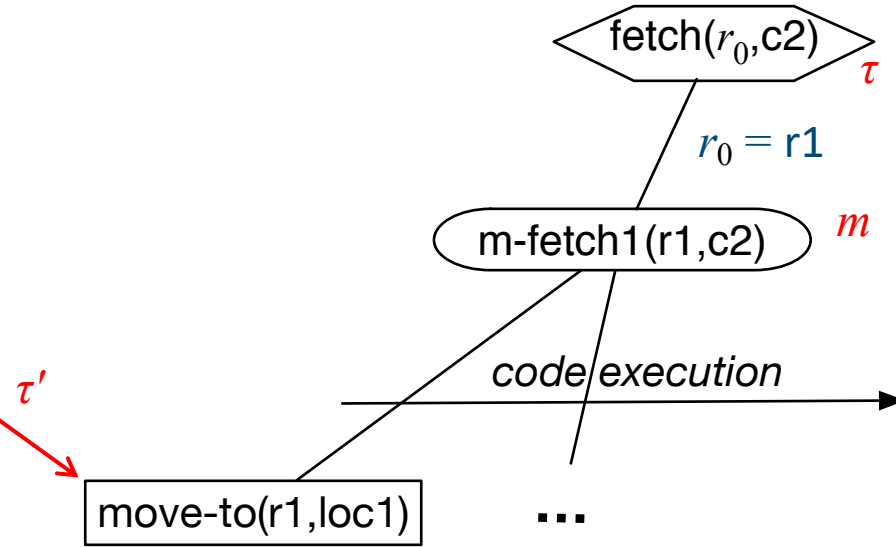 fetch(r₀,c2)
τ
r₀ = r1
m-fetch1(r1,c2)
m
code execution
τ′
move-to(r1,loc1)
...